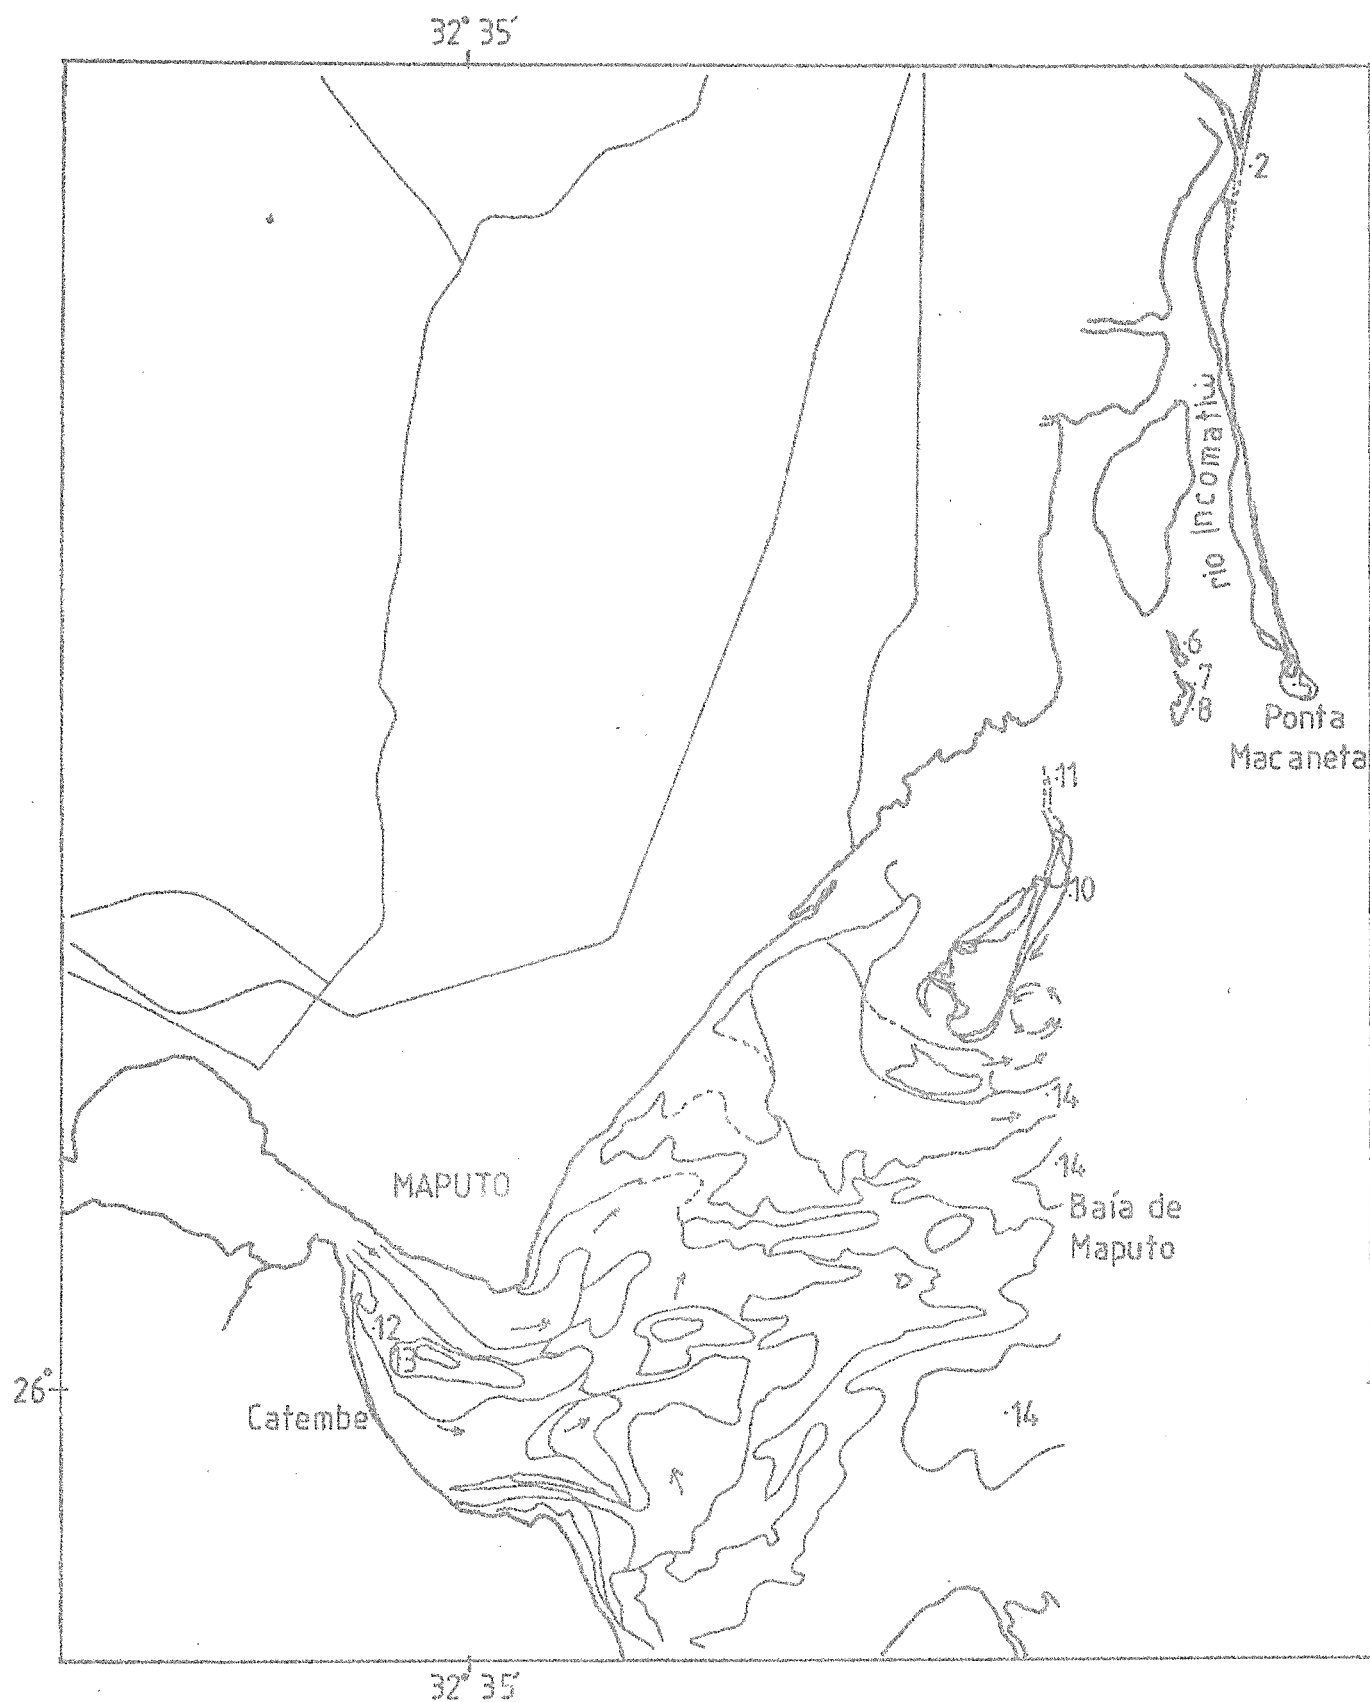 32° 35′
·2
rio Incomatiu
·6
·7
·8
Ponta
Macaneta
·11
·10
·14
MAPUTO
·14
Baía de
Maputo
·12
13
26°
Catembe
·14
32° 35′